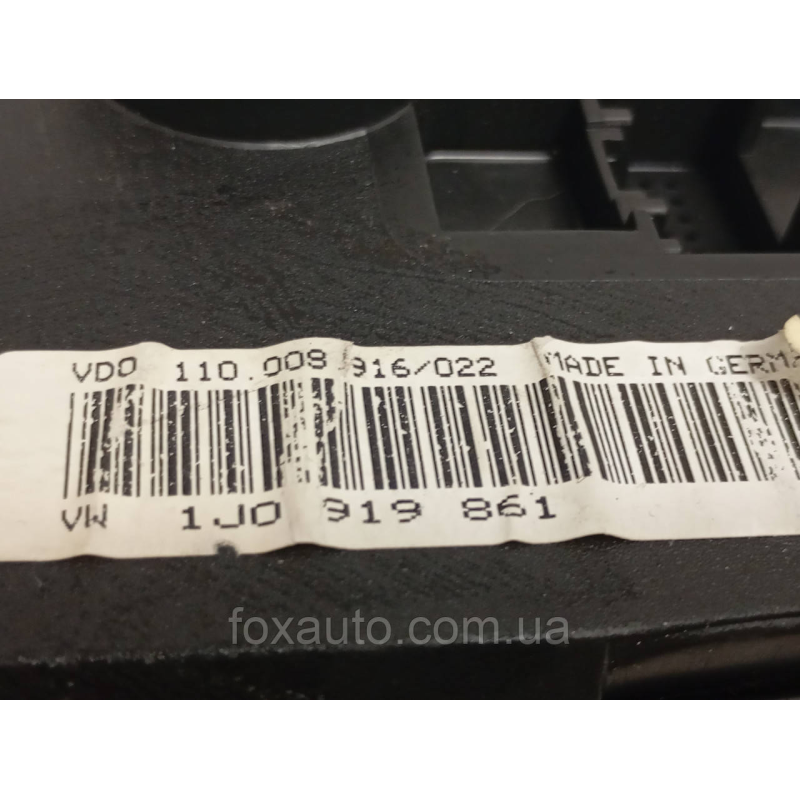 VDO 110.008 916/022 MADE IN GERMA
VW 1J0 919 861
foxauto.com.ua